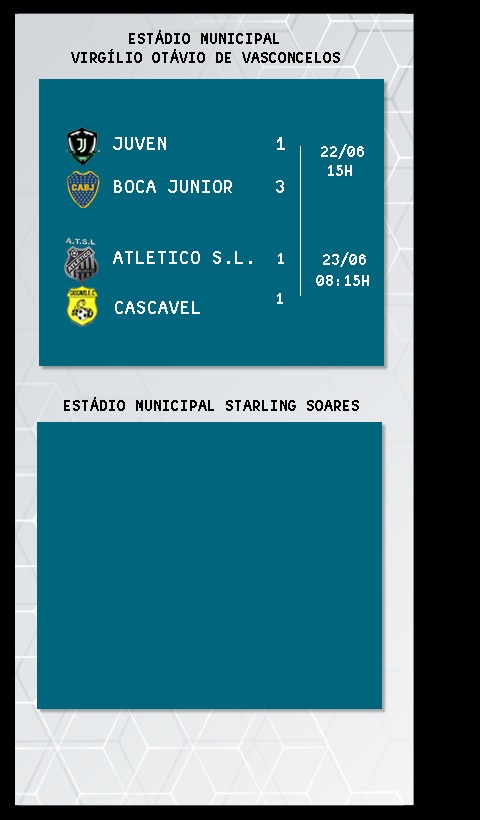 ESTÁDIO MUNICIPAL
VIRGÍLIO OTÁVIO DE VASCONCELOS
JUVEN 1
22/06
15H
CABJ
BOCA JUNIOR 3
A.T.S.L
ATLETICO S.L. 1
23/06
08:15H
CASCAVEL 1
ESTÁDIO MUNICIPAL STARLING SOARES